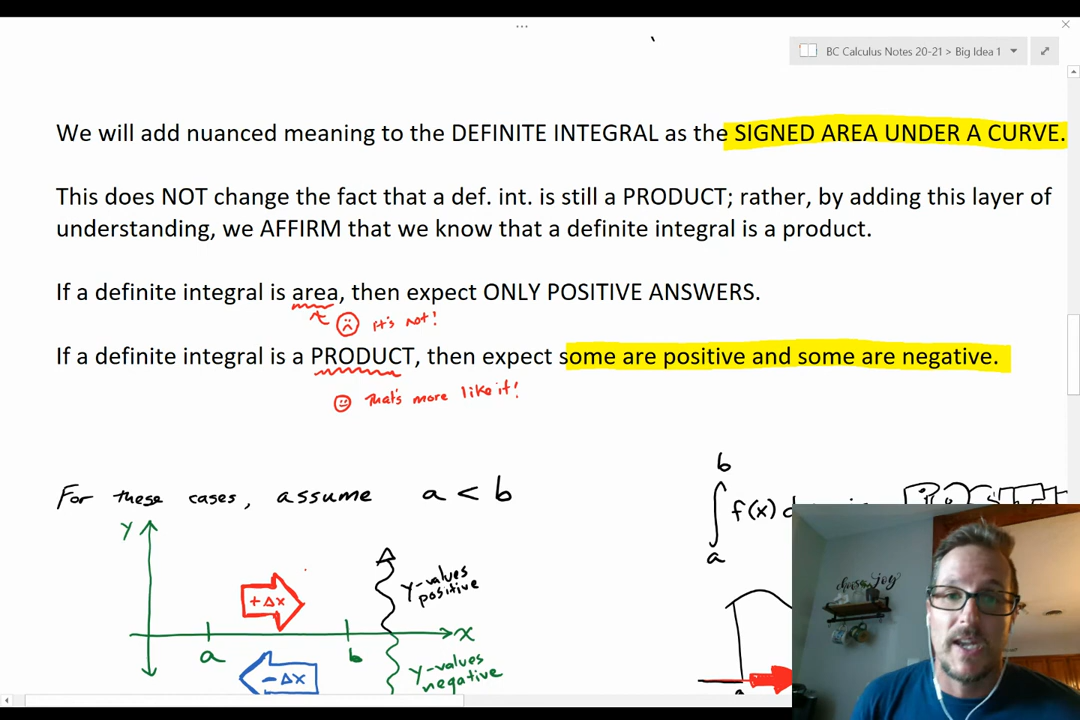 BC Calculus Notes 20-21 > Big Idea 1
We will add nuanced meaning to the DEFINITE INTEGRAL as the SIGNED AREA UNDER A CURVE.
This does NOT change the fact that a def. int. is still a PRODUCT; rather, by adding this layer of
understanding, we AFFIRM that we know that a definite integral is a product.
If a definite integral is area, then expect ONLY POSITIVE ANSWERS.
it's not!
If a definite integral is a PRODUCT, then expect some are positive and some are negative.
That's more like it!
For these cases, assume a < b
b
∫ f(x)
a
y
y-values
positive
+Δx
x
a
b
y-values
negative
-Δx
choose joy